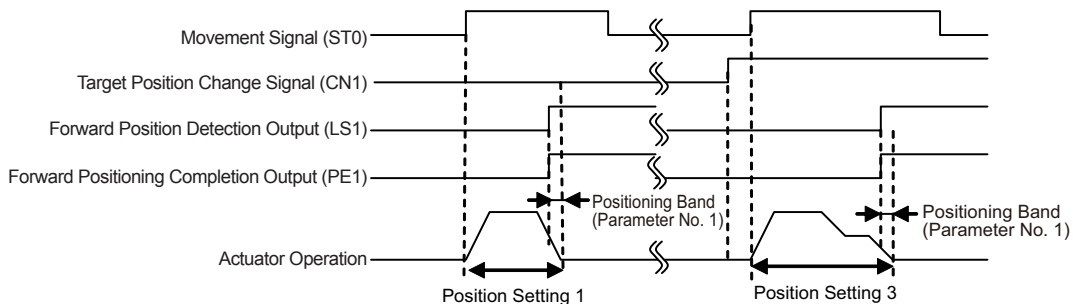 Movement Signal (ST0)
Target Position Change Signal (CN1)
Forward Position Detection Output (LS1)
Forward Positioning Completion Output (PE1)
Positioning Band
(Parameter No. 1)
Positioning Band
(Parameter No. 1)
Actuator Operation
Position Setting 1
Position Setting 3